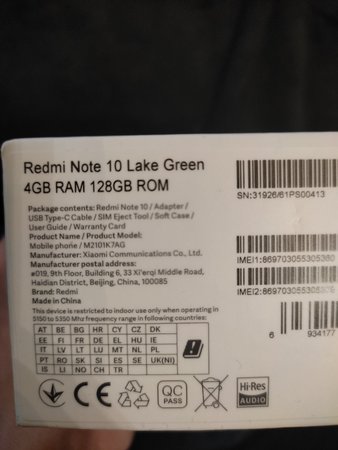 Redmi Note 10 Lake Green
4GB RAM 128GB ROM
Package contents: Redmi Note 10 / Adapter /
USB Type-C Cable / SIM Eject Tool / Soft Case /
User Guide / Warranty Card
Product Name / Product Model:
Mobile phone / M2101K7AG
Manufacturer: Xiaomi Communications Co., Ltd.
Manufacturer postal address:
#019, 9th Floor, Building 6, 33 Xi'erqi Middle Road,
Haidian District, Beijing, China, 100085
Brand: Redmi
Made in China
This device is restricted to indoor use only when operating in
5150 to 5350 Mhz frequency range in following countries:
AT BE BG HR CY CZ DK
EE FI FR DE EL HU IE
IT LV LT LU MT NL PL
PT RO SK SI ES SE UK(NI)
IS LI NO CH TR
CE
QC
PASS
Hi-Res
AUDIO
SN:31926/61PS00413
IMEI1:869703055305360
IMEI2:869703055305
6 934177